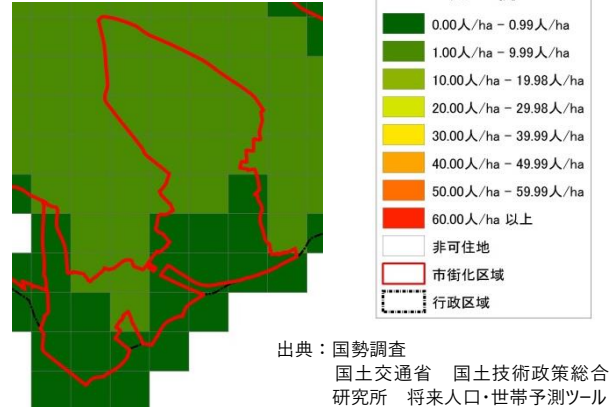 0.00人/ha － 0.99人/ha
1.00人/ha － 9.99人/ha
10.00人/ha － 19.98人/ha
20.00人/ha － 29.98人/ha
30.00人/ha － 39.99人/ha
40.00人/ha － 49.99人/ha
50.00人/ha － 59.99人/ha
60.00人/ha 以上
非可住地
市街化区域
行政区域
出典：国勢調査
国土交通省　国土技術政策総合
研究所　将来人口・世帯予測ツール